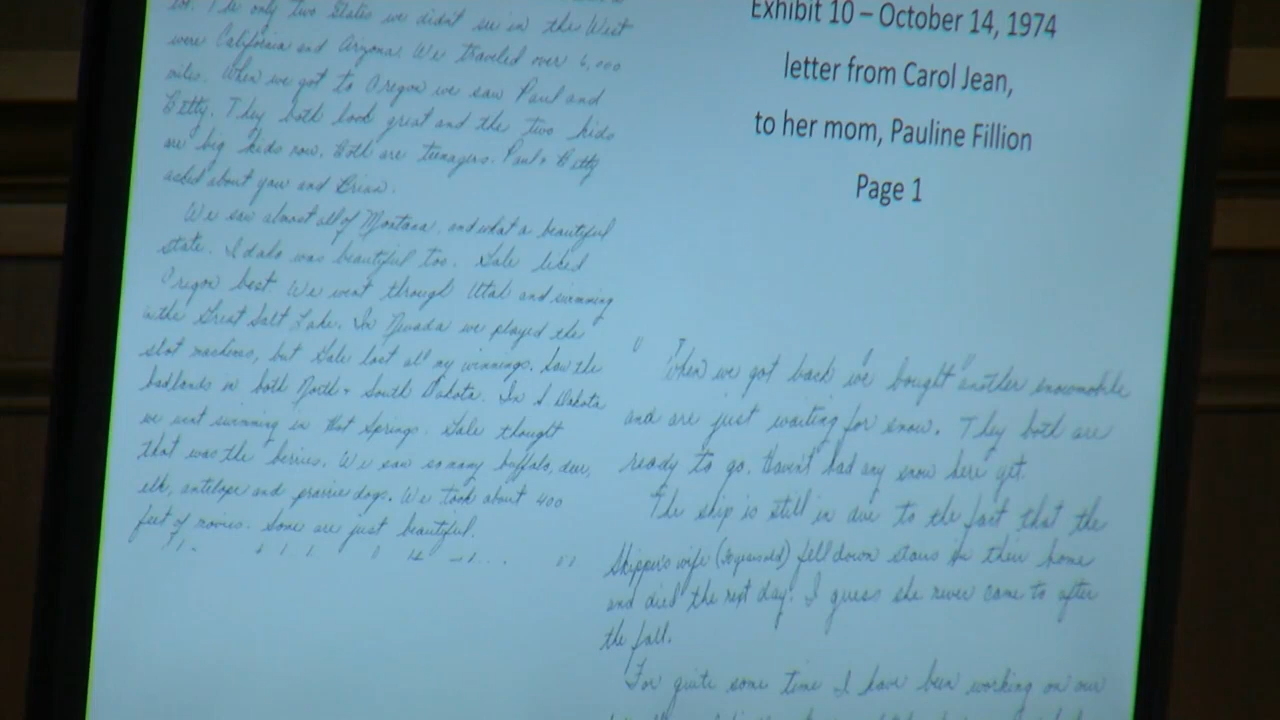 The only two States we didn't see in the West
were California and Arizona. We traveled over 6,000
miles. When we got to Oregon we saw Paul and
Betty. They both look great and the two kids
are big kids now. Both are teenagers. Paul + Betty
asked about you and Brian.
We saw almost all of Montana, and what a beautiful
state. Idaho was beautiful too. Gale liked
Oregon best. We went through Utah and swimming
in the Great Salt Lake. In Nevada we played the
slot machines, but Gale lost all my winnings. Saw the
badlands in both North + South Dakota. In S Dakota
we went swimming in Hot Springs. Gale thought
that was the berries. We saw so many buffalo, deer,
elk, antelope and prairie dogs. We took about 400
feet of movies. Some are just beautiful.
Exhibit 10 – October 14, 1974
letter from Carol Jean,
to her mom, Pauline Fillion
Page 1
When we got back we bought another snowmobile
and are just waiting for snow. They both are
ready to go. Haven't had any snow here yet.
The ship is still in due to the fact that the
Skipper's wife fell down stairs in their home
and died the next day. I guess she never came to after
the fall.
For quite some time I have been working on our